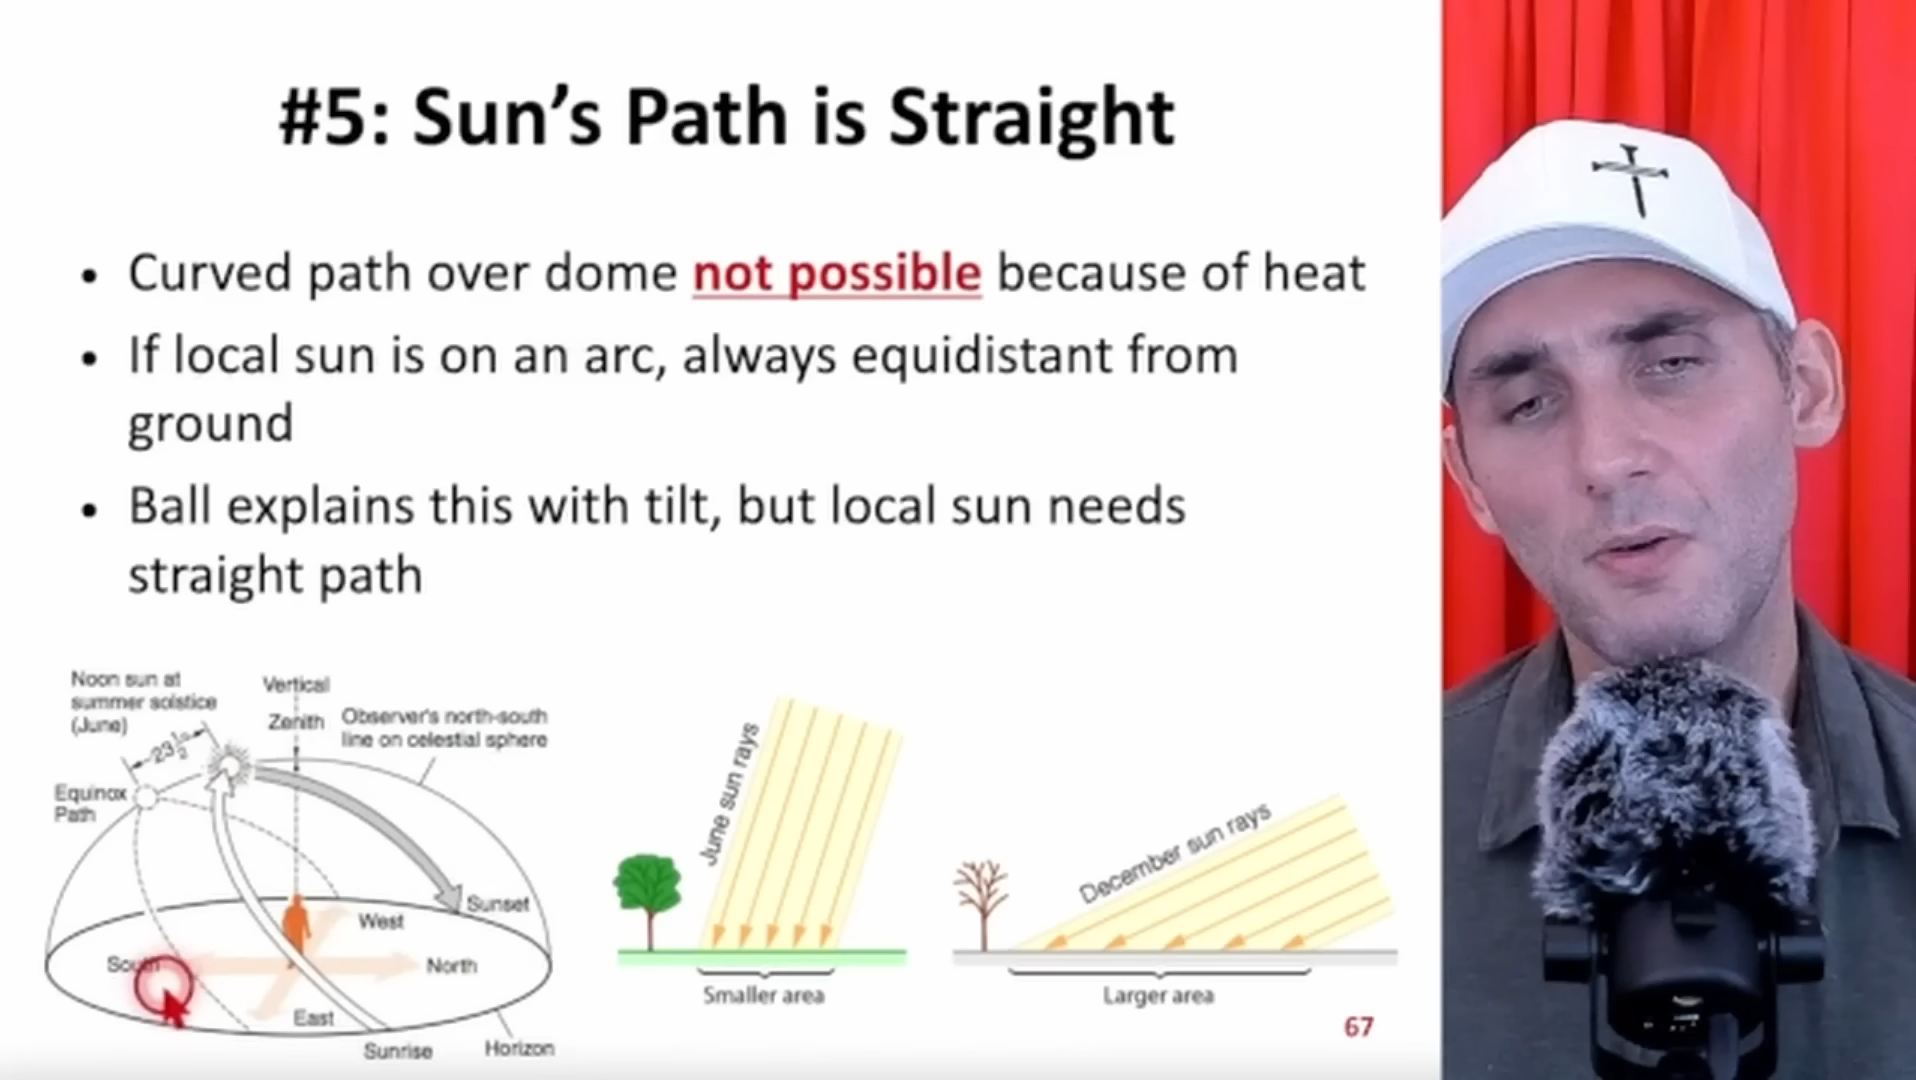 #5: Sun's Path is Straight
• Curved path over dome not possible because of heat
• If local sun is on an arc, always equidistant from
ground
• Ball explains this with tilt, but local sun needs
straight path
Noon sun at
summer solstice
(June)
Vertical
Zenith
Observer's north-south
line on celestial sphere
23½°
Equinox
Path
Sunset
West
South
North
East
Sunrise
Horizon
June sun rays
Smaller area
December sun rays
Larger area
67